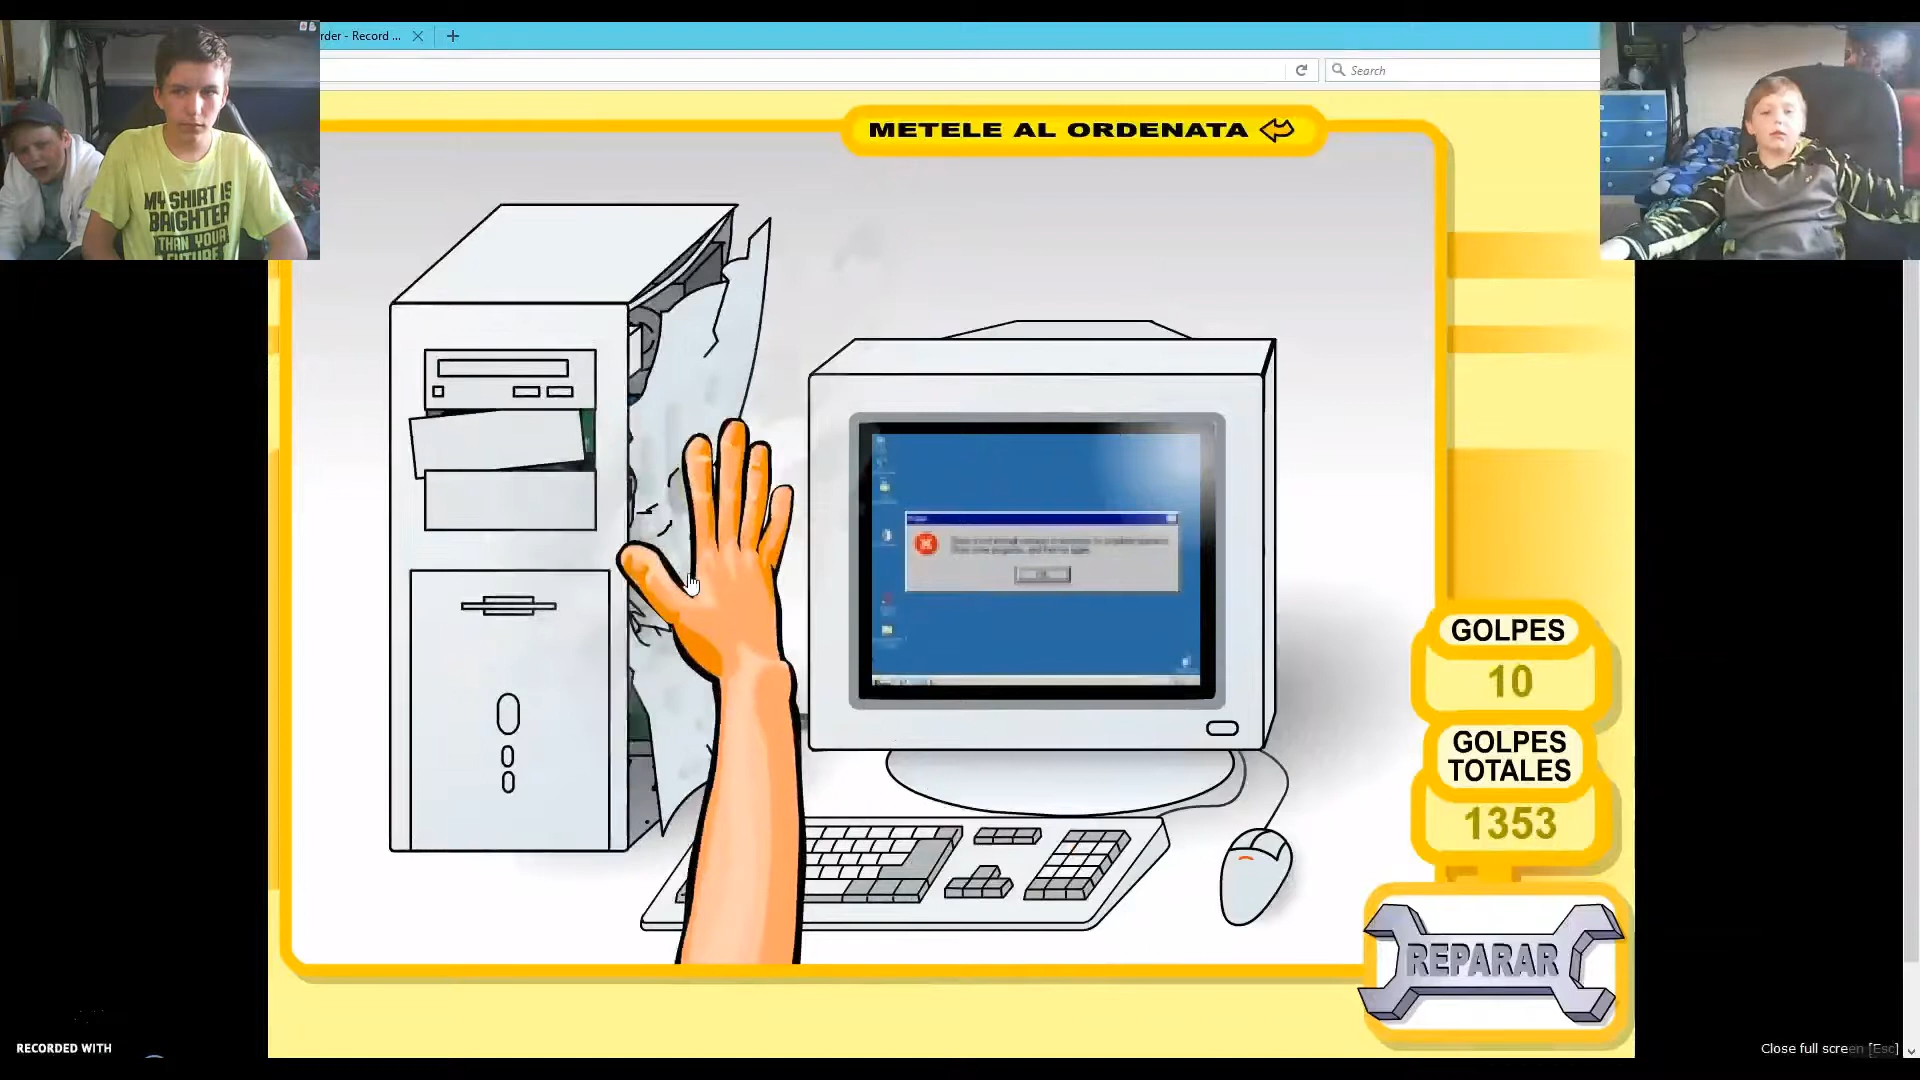 rder - Record ...
Search
METELE AL ORDENATA
MY SHIRT IS
BRIGHTER
THAN YOUR
FUTURE
GOLPES
10
GOLPES
TOTALES
1353
REPARAR
RECORDED WITH
Close full screen [Esc]